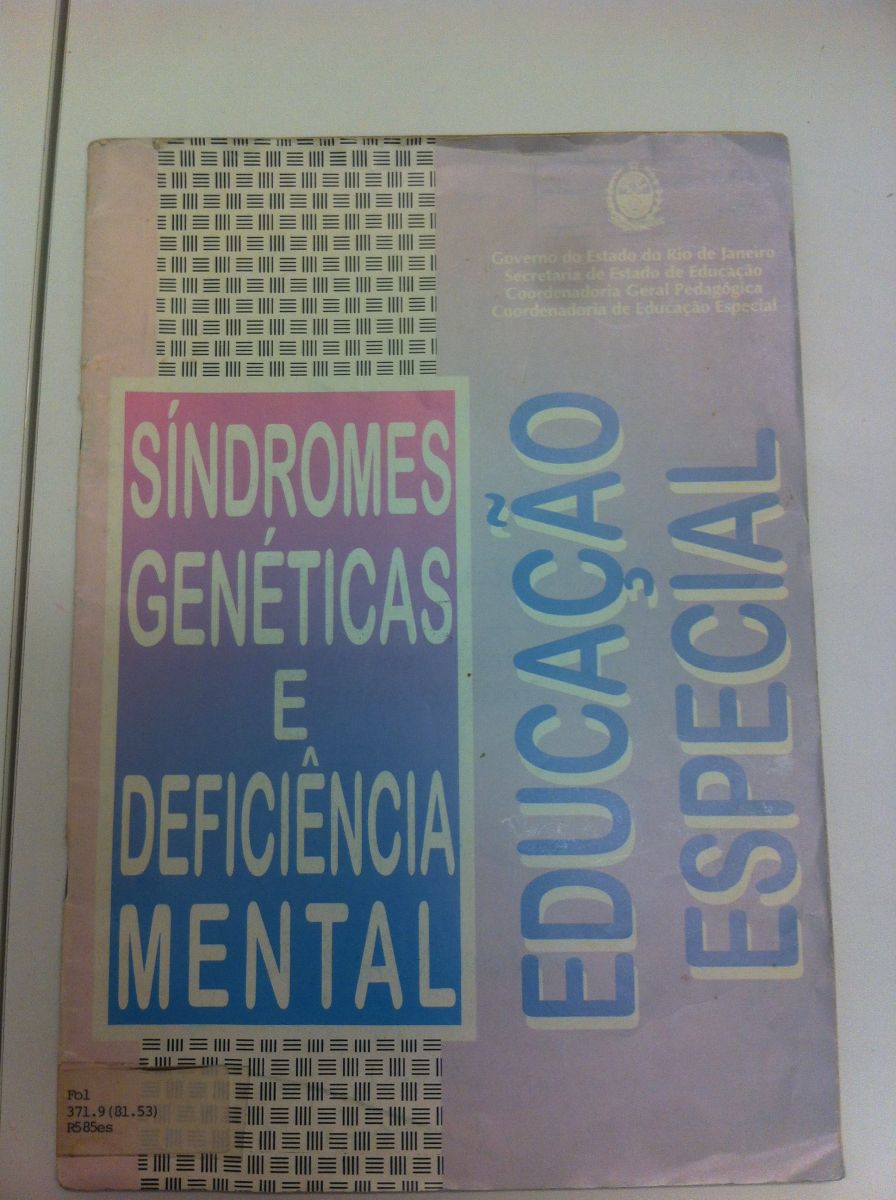 Governo do Estado do Rio de Janeiro
Secretaria de Estado de Educação
Coordenadoria Geral Pedagógica
Coordenadoria de Educação Especial
SÍNDROMES
GENÉTICAS
E
DEFICIÊNCIA
MENTAL
EDUCAÇÃO
ESPECIAL
Fol
371.9(81.53)
R585es